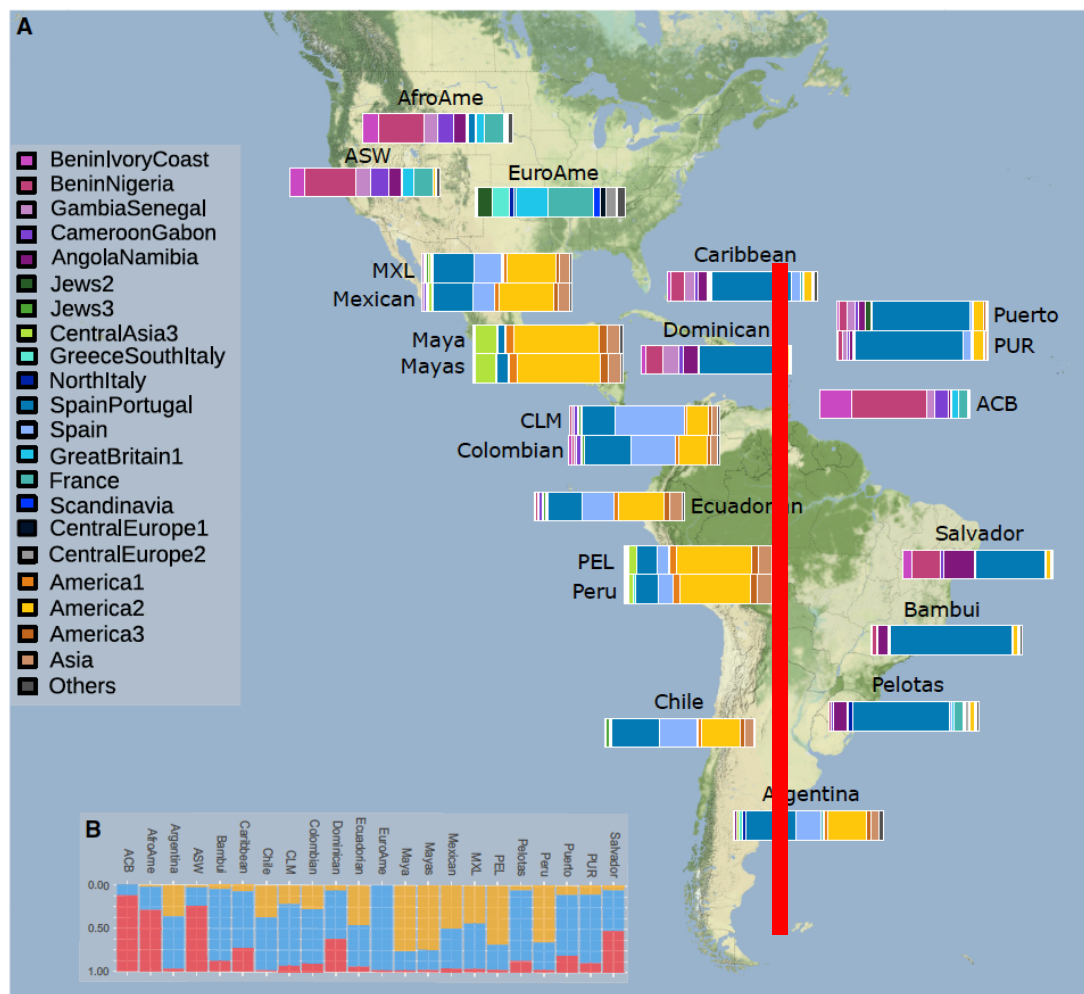 A
AfroAme
ASW
EuroAme
BeninIvoryCoast
BeninNigeria
GambiaSenegal
CameroonGabon
AngolaNamibia
Jews2
Jews3
CentralAsia3
GreeceSouthItaly
NorthItaly
SpainPortugal
Spain
GreatBritain1
France
Scandinavia
CentralEurope1
CentralEurope2
America1
America2
America3
Asia
Others
MXL
Mexican
Maya
Mayas
CLM
Colombian
Ecuadorian
PEL
Peru
Chile
Caribbean
Dominican
Puerto
PUR
ACB
Salvador
Bambui
Pelotas
B
ACB
AfroAme
Argentina
ASW
Bambui
Caribbean
Chile
CLM
Colombian
Dominican
Ecuadorian
EuroAme
Maya
Mayas
Mexican
MXL
PEL
Pelotas
Peru
Puerto
PUR
Salvador
0.00
0.50
1.00